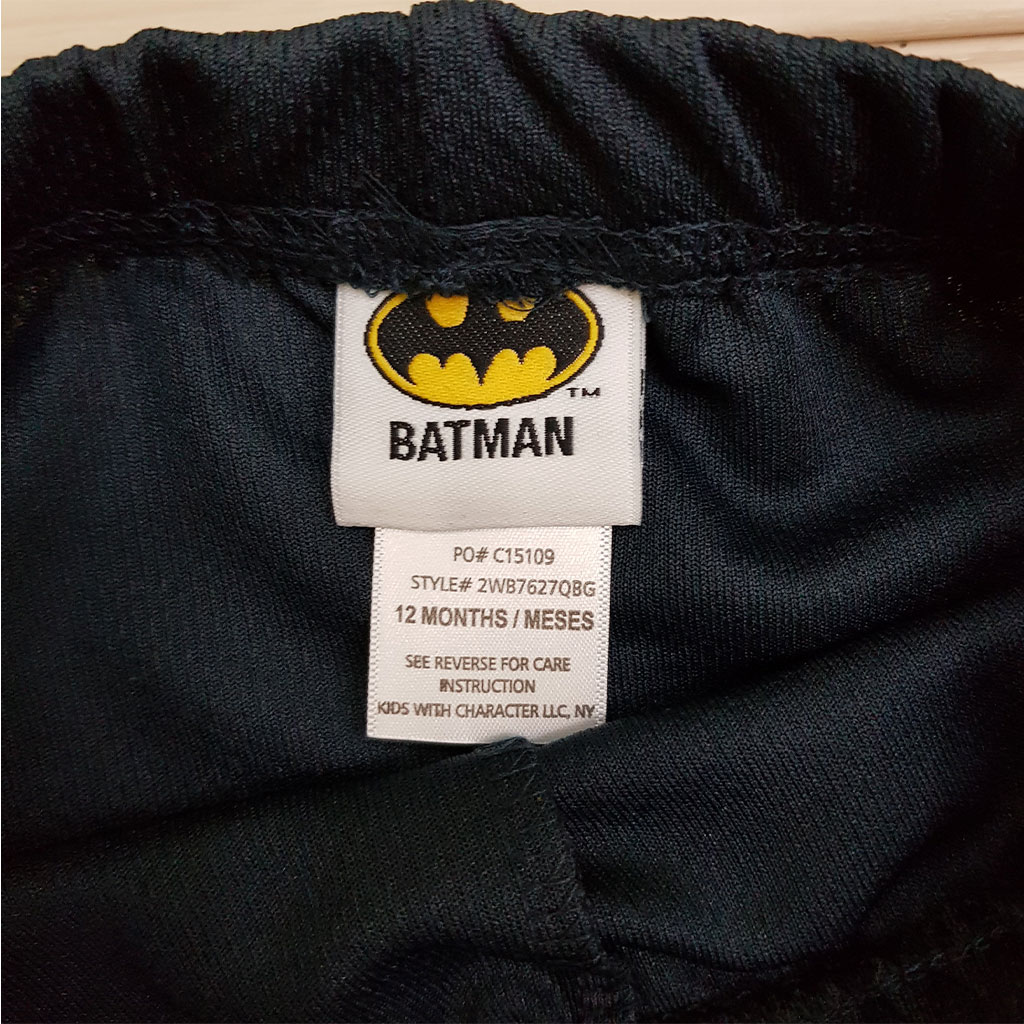 TM
BATMAN
PO# C15109
STYLE# 2WB7627QBG
12 MONTHS / MESES
SEE REVERSE FOR CARE
INSTRUCTION
KIDS WITH CHARACTER LLC, NY